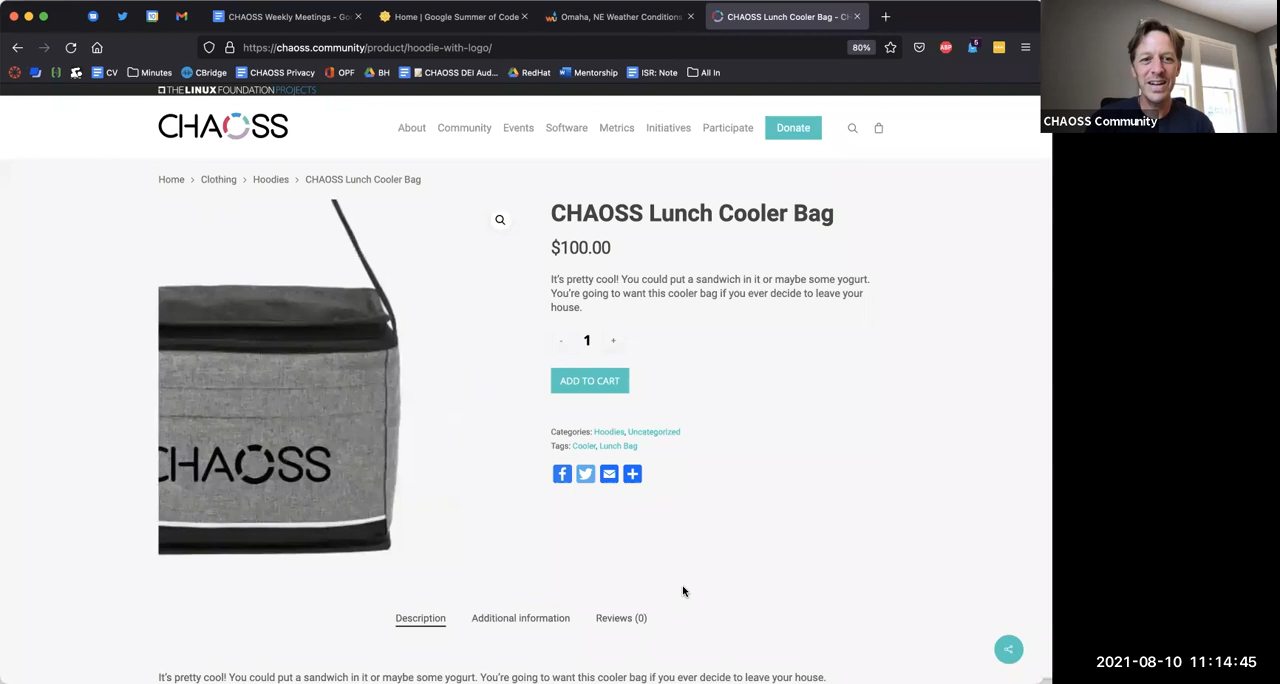 CHAOSS Weekly Meetings - Go
Home | Google Summer of Code
Omaha, NE Weather Conditions
CHAOSS Lunch Cooler Bag - CH
https://chaoss.community/product/hoodie-with-logo/
80%
ABP
5
CV
Minutes
CBridge
CHAOSS Privacy
OPF
BH
CHAOSS DEI Aud...
RedHat
Mentorship
ISR: Note
All In
CHAOSS Community
THE LINUX FOUNDATION PROJECTS
CHAOSS
About
Community
Events
Software
Metrics
Initiatives
Participate
Donate
Home > Clothing > Hoodies > CHAOSS Lunch Cooler Bag
CHAOSS
CHAOSS Lunch Cooler Bag
$100.00
It's pretty cool! You could put a sandwich in it or maybe some yogurt.
You're going to want this cooler bag if you ever decide to leave your
house.
- 1 +
ADD TO CART
Categories: Hoodies, Uncategorized
Tags: Cooler, Lunch Bag
Description
Additional information
Reviews (0)
It's pretty cool! You could put a sandwich in it or maybe some yogurt. You're going to want this cooler bag if you ever decide to leave your house.
2021-08-10 11:14:45